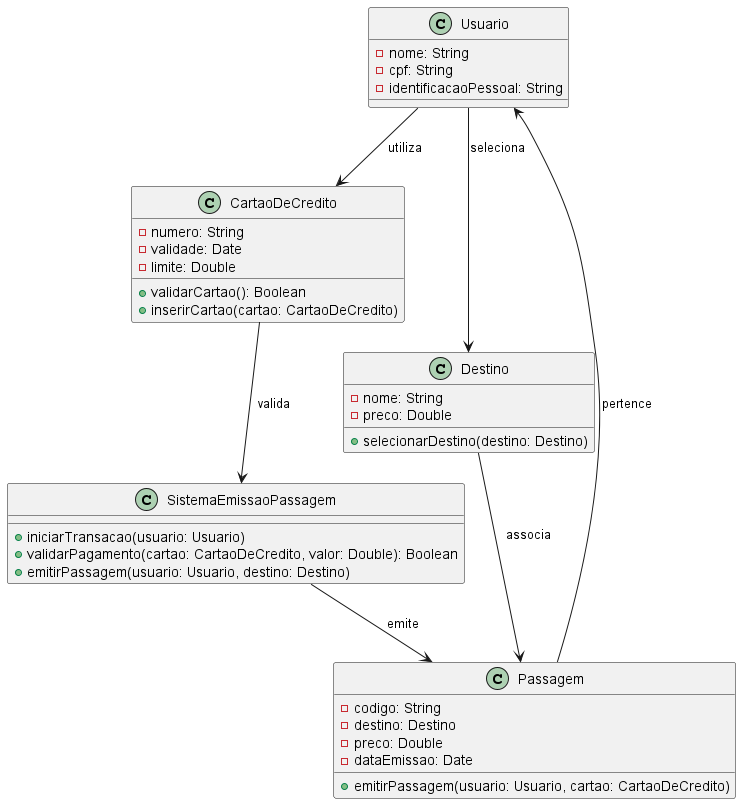 C Usuario
nome: String
cpf: String
identificacaoPessoal: String
utiliza
seleciona
C CartaoDeCredito
numero: String
validade: Date
limite: Double
validarCartao(): Boolean
inserirCartao(cartao: CartaoDeCredito)
C Destino
nome: String
preco: Double
selecionarDestino(destino: Destino)
valida
pertence
C SistemaEmissaoPassagem
iniciarTransacao(usuario: Usuario)
validarPagamento(cartao: CartaoDeCredito, valor: Double): Boolean
emitirPassagem(usuario: Usuario, destino: Destino)
associa
emite
C Passagem
codigo: String
destino: Destino
preco: Double
dataEmissao: Date
emitirPassagem(usuario: Usuario, cartao: CartaoDeCredito)